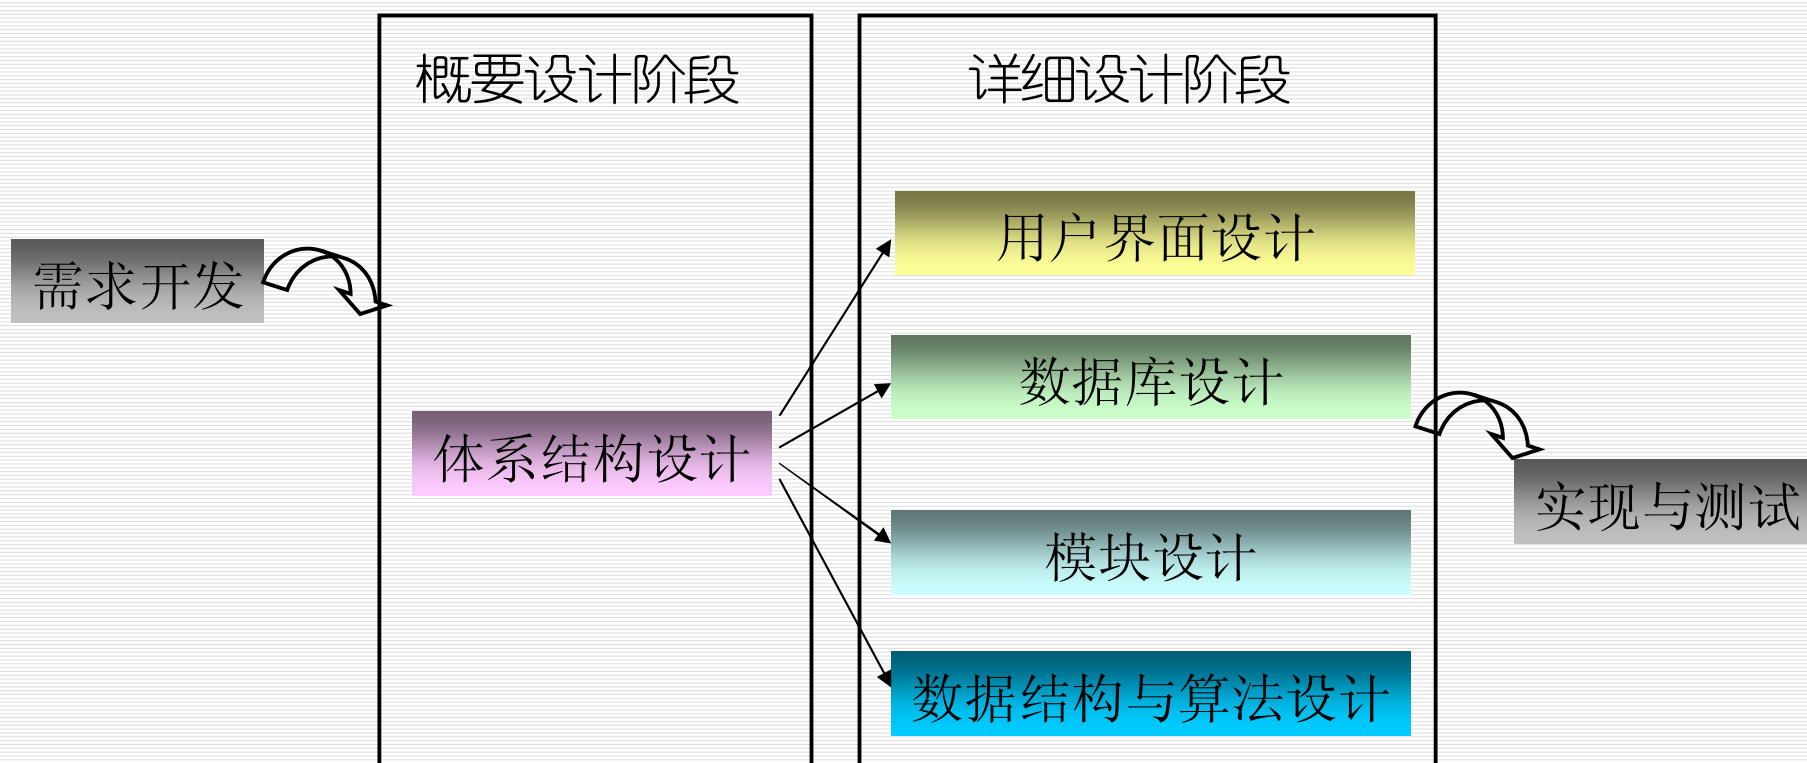 概要设计阶段
详细设计阶段
需求开发
体系结构设计
用户界面设计
数据库设计
模块设计
数据结构与算法设计
实现与测试